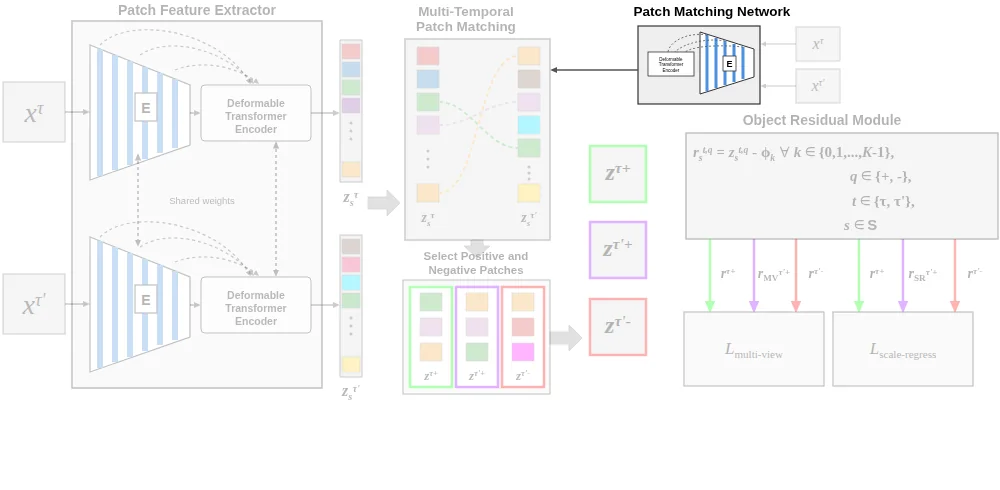 Patch Feature Extractor
x^τ
E
Deformable
Transformer
Encoder
Shared weights
x^τ'
E
Deformable
Transformer
Encoder
z_s^τ
z_s^τ'
Multi-Temporal
Patch Matching
z_s^τ
z_s^τ'
Select Positive and
Negative Patches
z^τ+
z^τ'+
z^τ'-
z^τ+
z^τ'+
z^τ'-
Patch Matching Network
Deformable
Transformer
Encoder
E
x^τ
x^τ'
Object Residual Module
r_s^t,q = z_s^t,q - ϕ_k ∀ k ∈ {0,1,...,K-1},
q ∈ {+, -},
t ∈ {τ, τ'},
s ∈ S
r^τ+
r_MV^τ'+
r^τ'-
r^τ+
r_SR^τ'+
r^τ'-
L_multi-view
L_scale-regress